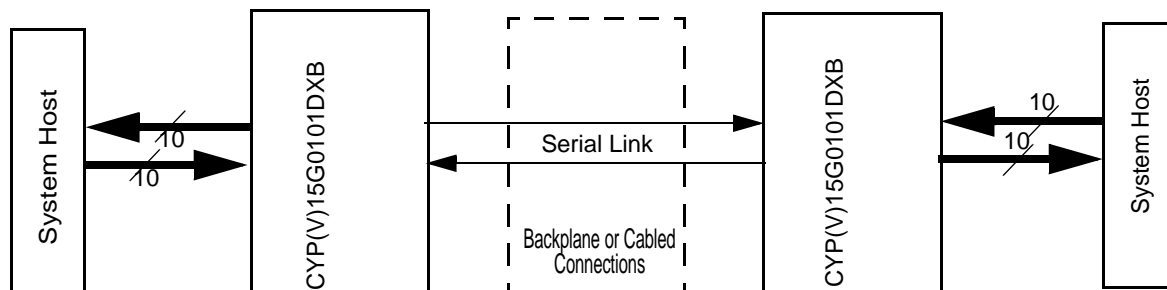 System Host
10
10
CYP(V)15G0101DXB
Serial Link
Backplane or Cabled
Connections
CYP(V)15G0101DXB
10
10
System Host